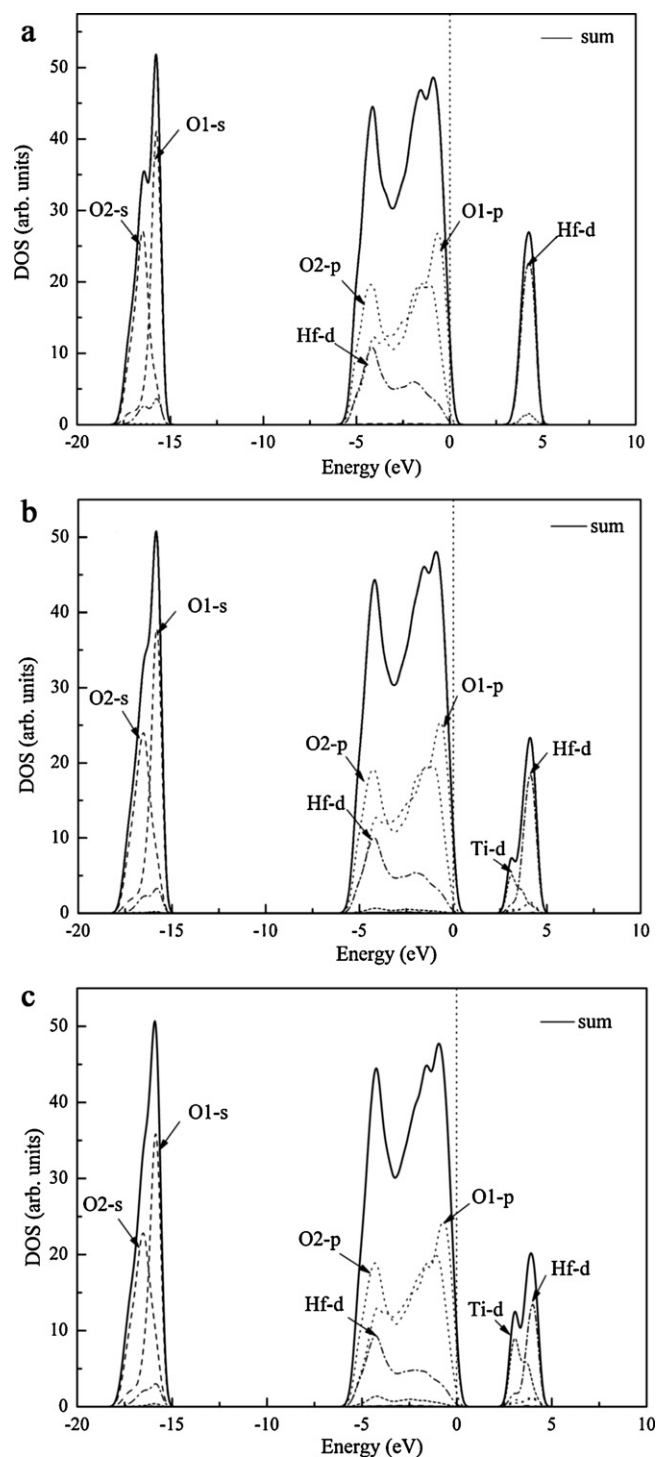 a
sum
50
O1-s
40
DOS (arb. units)
30
O2-s
O1-p
Hf-d
O2-p
20
Hf-d
10
0
-20 -15 -10 -5 0 5 10
Energy (eV)
b
50
sum
O1-s
40
DOS (arb. units)
O2-s
30
O1-p
O2-p
Hf-d
20
Hf-d
Ti-d
10
0
-20 -15 -10 -5 0 5 10
Energy (eV)
c
50
sum
O1-s
40
DOS (arb. units)
30
O2-s
O1-p
O2-p
20
Hf-d
Hf-d
Ti-d
10
0
-20 -15 -10 -5 0 5 10
Energy (eV)